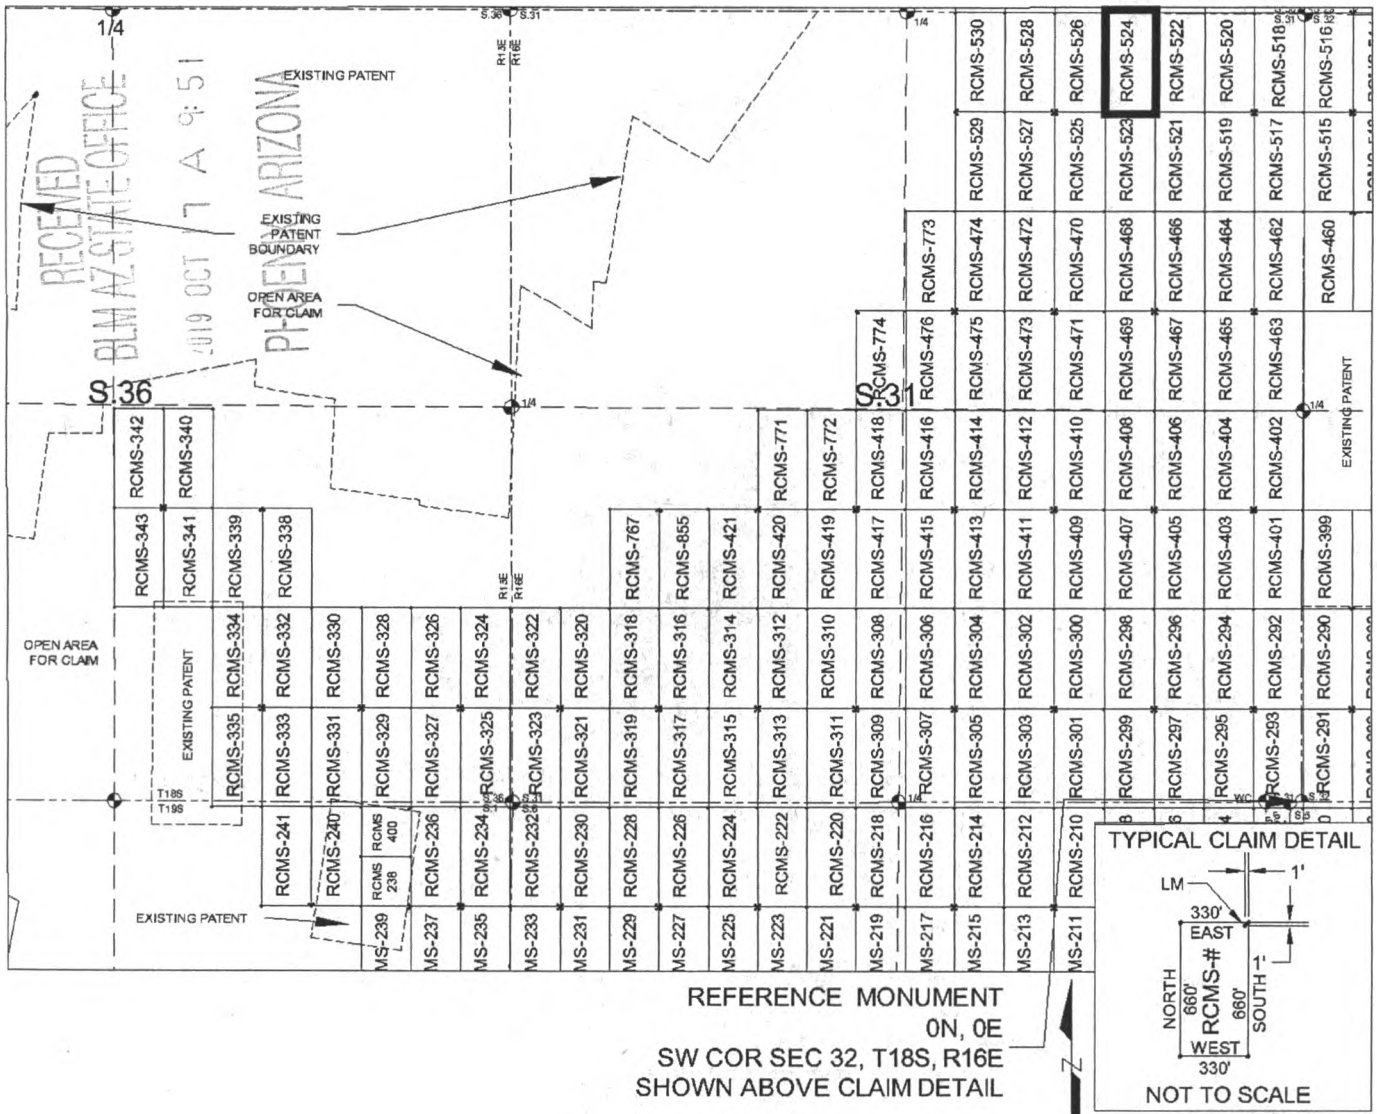 1/4
S.36
S.31
1/4
S.31
S.32
R13E
R16E
RECEIVED
BLM AZ STATE OFFICE
2019 OCT 17 A 9:51
PHOENIX ARIZONA
EXISTING PATENT
RCMS-530
RCMS-528
RCMS-526
RCMS-524
RCMS-522
RCMS-520
RCMS-518
RCMS-516
RCMS-529
RCMS-527
RCMS-525
RCMS-523
RCMS-521
RCMS-519
RCMS-517
RCMS-515
EXISTING
PATENT
BOUNDARY
RCMS-773
RCMS-474
RCMS-472
RCMS-470
RCMS-468
RCMS-466
RCMS-464
RCMS-462
RCMS-460
OPEN AREA
FOR CLAIM
RCMS-774
RCMS-476
RCMS-475
RCMS-473
RCMS-471
RCMS-469
RCMS-467
RCMS-465
RCMS-463
EXISTING PATENT
S.36
1/4
S.31
1/4
RCMS-342
RCMS-340
RCMS-771
RCMS-772
RCMS-418
RCMS-416
RCMS-414
RCMS-412
RCMS-410
RCMS-408
RCMS-406
RCMS-404
RCMS-402
RCMS-343
RCMS-341
RCMS-339
RCMS-338
R13E
R16E
RCMS-767
RCMS-855
RCMS-421
RCMS-420
RCMS-419
RCMS-417
RCMS-415
RCMS-413
RCMS-411
RCMS-409
RCMS-407
RCMS-405
RCMS-403
RCMS-401
RCMS-399
OPEN AREA
FOR CLAIM
EXISTING PATENT
RCMS-334
RCMS-332
RCMS-330
RCMS-328
RCMS-326
RCMS-324
RCMS-322
RCMS-320
RCMS-318
RCMS-316
RCMS-314
RCMS-312
RCMS-310
RCMS-308
RCMS-306
RCMS-304
RCMS-302
RCMS-300
RCMS-298
RCMS-296
RCMS-294
RCMS-292
RCMS-290
RCMS-335
RCMS-333
RCMS-331
RCMS-329
RCMS-327
RCMS-325
RCMS-323
RCMS-321
RCMS-319
RCMS-317
RCMS-315
RCMS-313
RCMS-311
RCMS-309
RCMS-307
RCMS-305
RCMS-303
RCMS-301
RCMS-299
RCMS-297
RCMS-295
RCMS-293
RCMS-291
T18S
T19S
S.36
S.31
S.1
S.6
1/4
WC
S.31
S.32
S.5
RCMS-241
RCMS-240
RCMS
400
RCMS
238
RCMS-236
RCMS-234
RCMS-232
RCMS-230
RCMS-228
RCMS-226
RCMS-224
RCMS-222
RCMS-220
RCMS-218
RCMS-216
RCMS-214
RCMS-212
RCMS-210
EXISTING PATENT
MS-239
MS-237
MS-235
MS-233
MS-231
MS-229
MS-227
MS-225
MS-223
MS-221
MS-219
MS-217
MS-215
MS-213
MS-211
TYPICAL CLAIM DETAIL
1'
LM
330'
EAST
NORTH
660'
RCMS-#
660'
SOUTH
1'
WEST
330'
NOT TO SCALE
REFERENCE MONUMENT
0N, 0E
SW COR SEC 32, T18S, R16E
SHOWN ABOVE CLAIM DETAIL
N